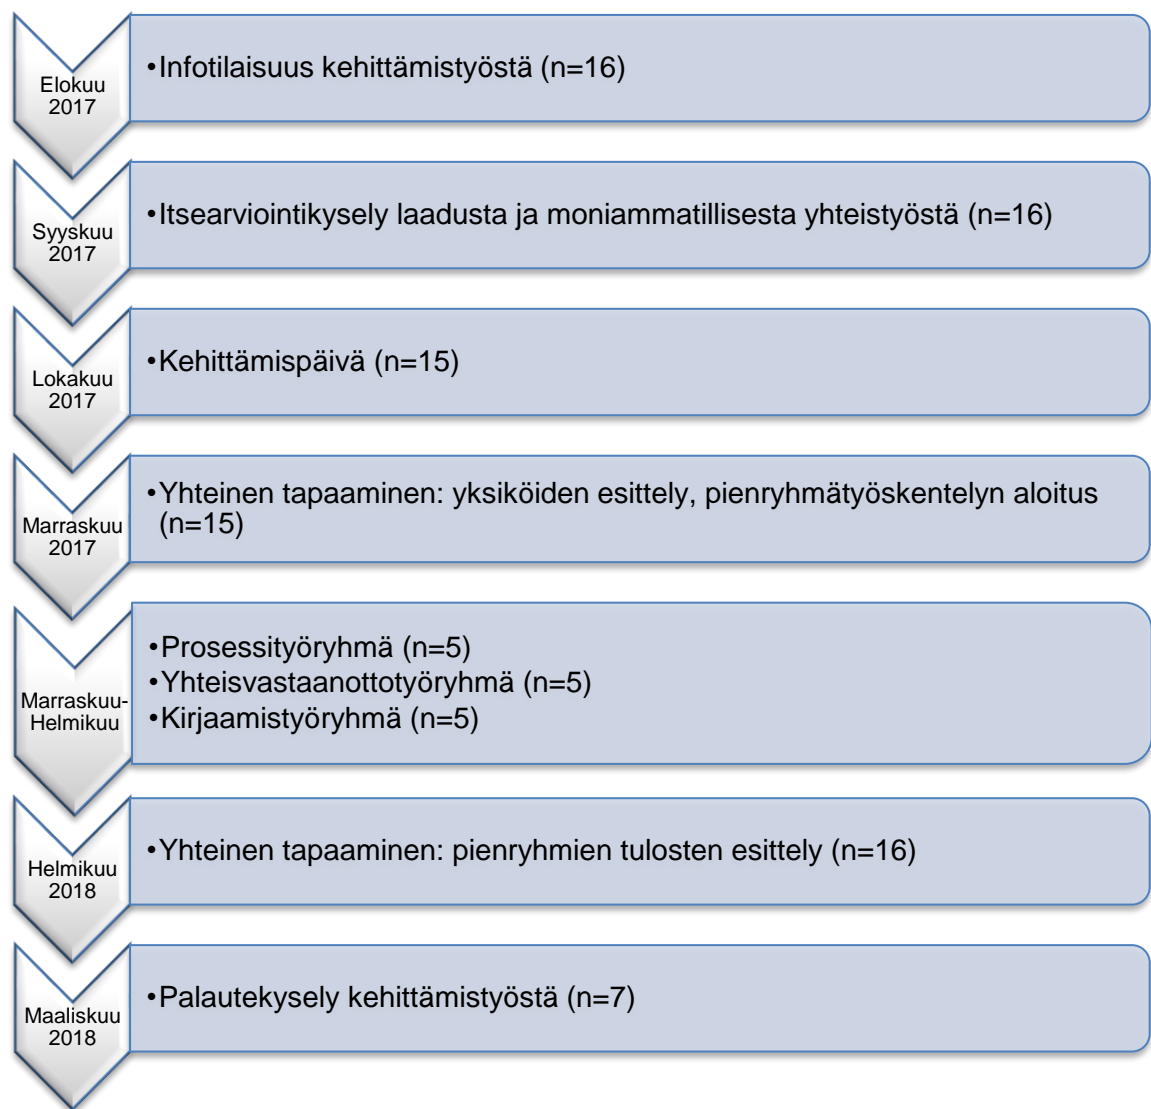 Elokuu
2017
•Infotilaisuus kehittämistyöstä (n=16)
Syyskuu
2017
•Itsearviointikysely laadusta ja moniammatillisesta yhteistyöstä (n=16)
Lokakuu
2017
•Kehittämispäivä (n=15)
Marraskuu
2017
•Yhteinen tapaaminen: yksiköiden esittely, pienryhmätyöskentelyn aloitus
(n=15)
Marraskuu-
Helmikuu
•Prosessityöryhmä (n=5)
•Yhteisvastaanottotyöryhmä (n=5)
•Kirjaamistyöryhmä (n=5)
Helmikuu
2018
•Yhteinen tapaaminen: pienryhmien tulosten esittely (n=16)
Maaliskuu
2018
•Palautekysely kehittämistyöstä (n=7)